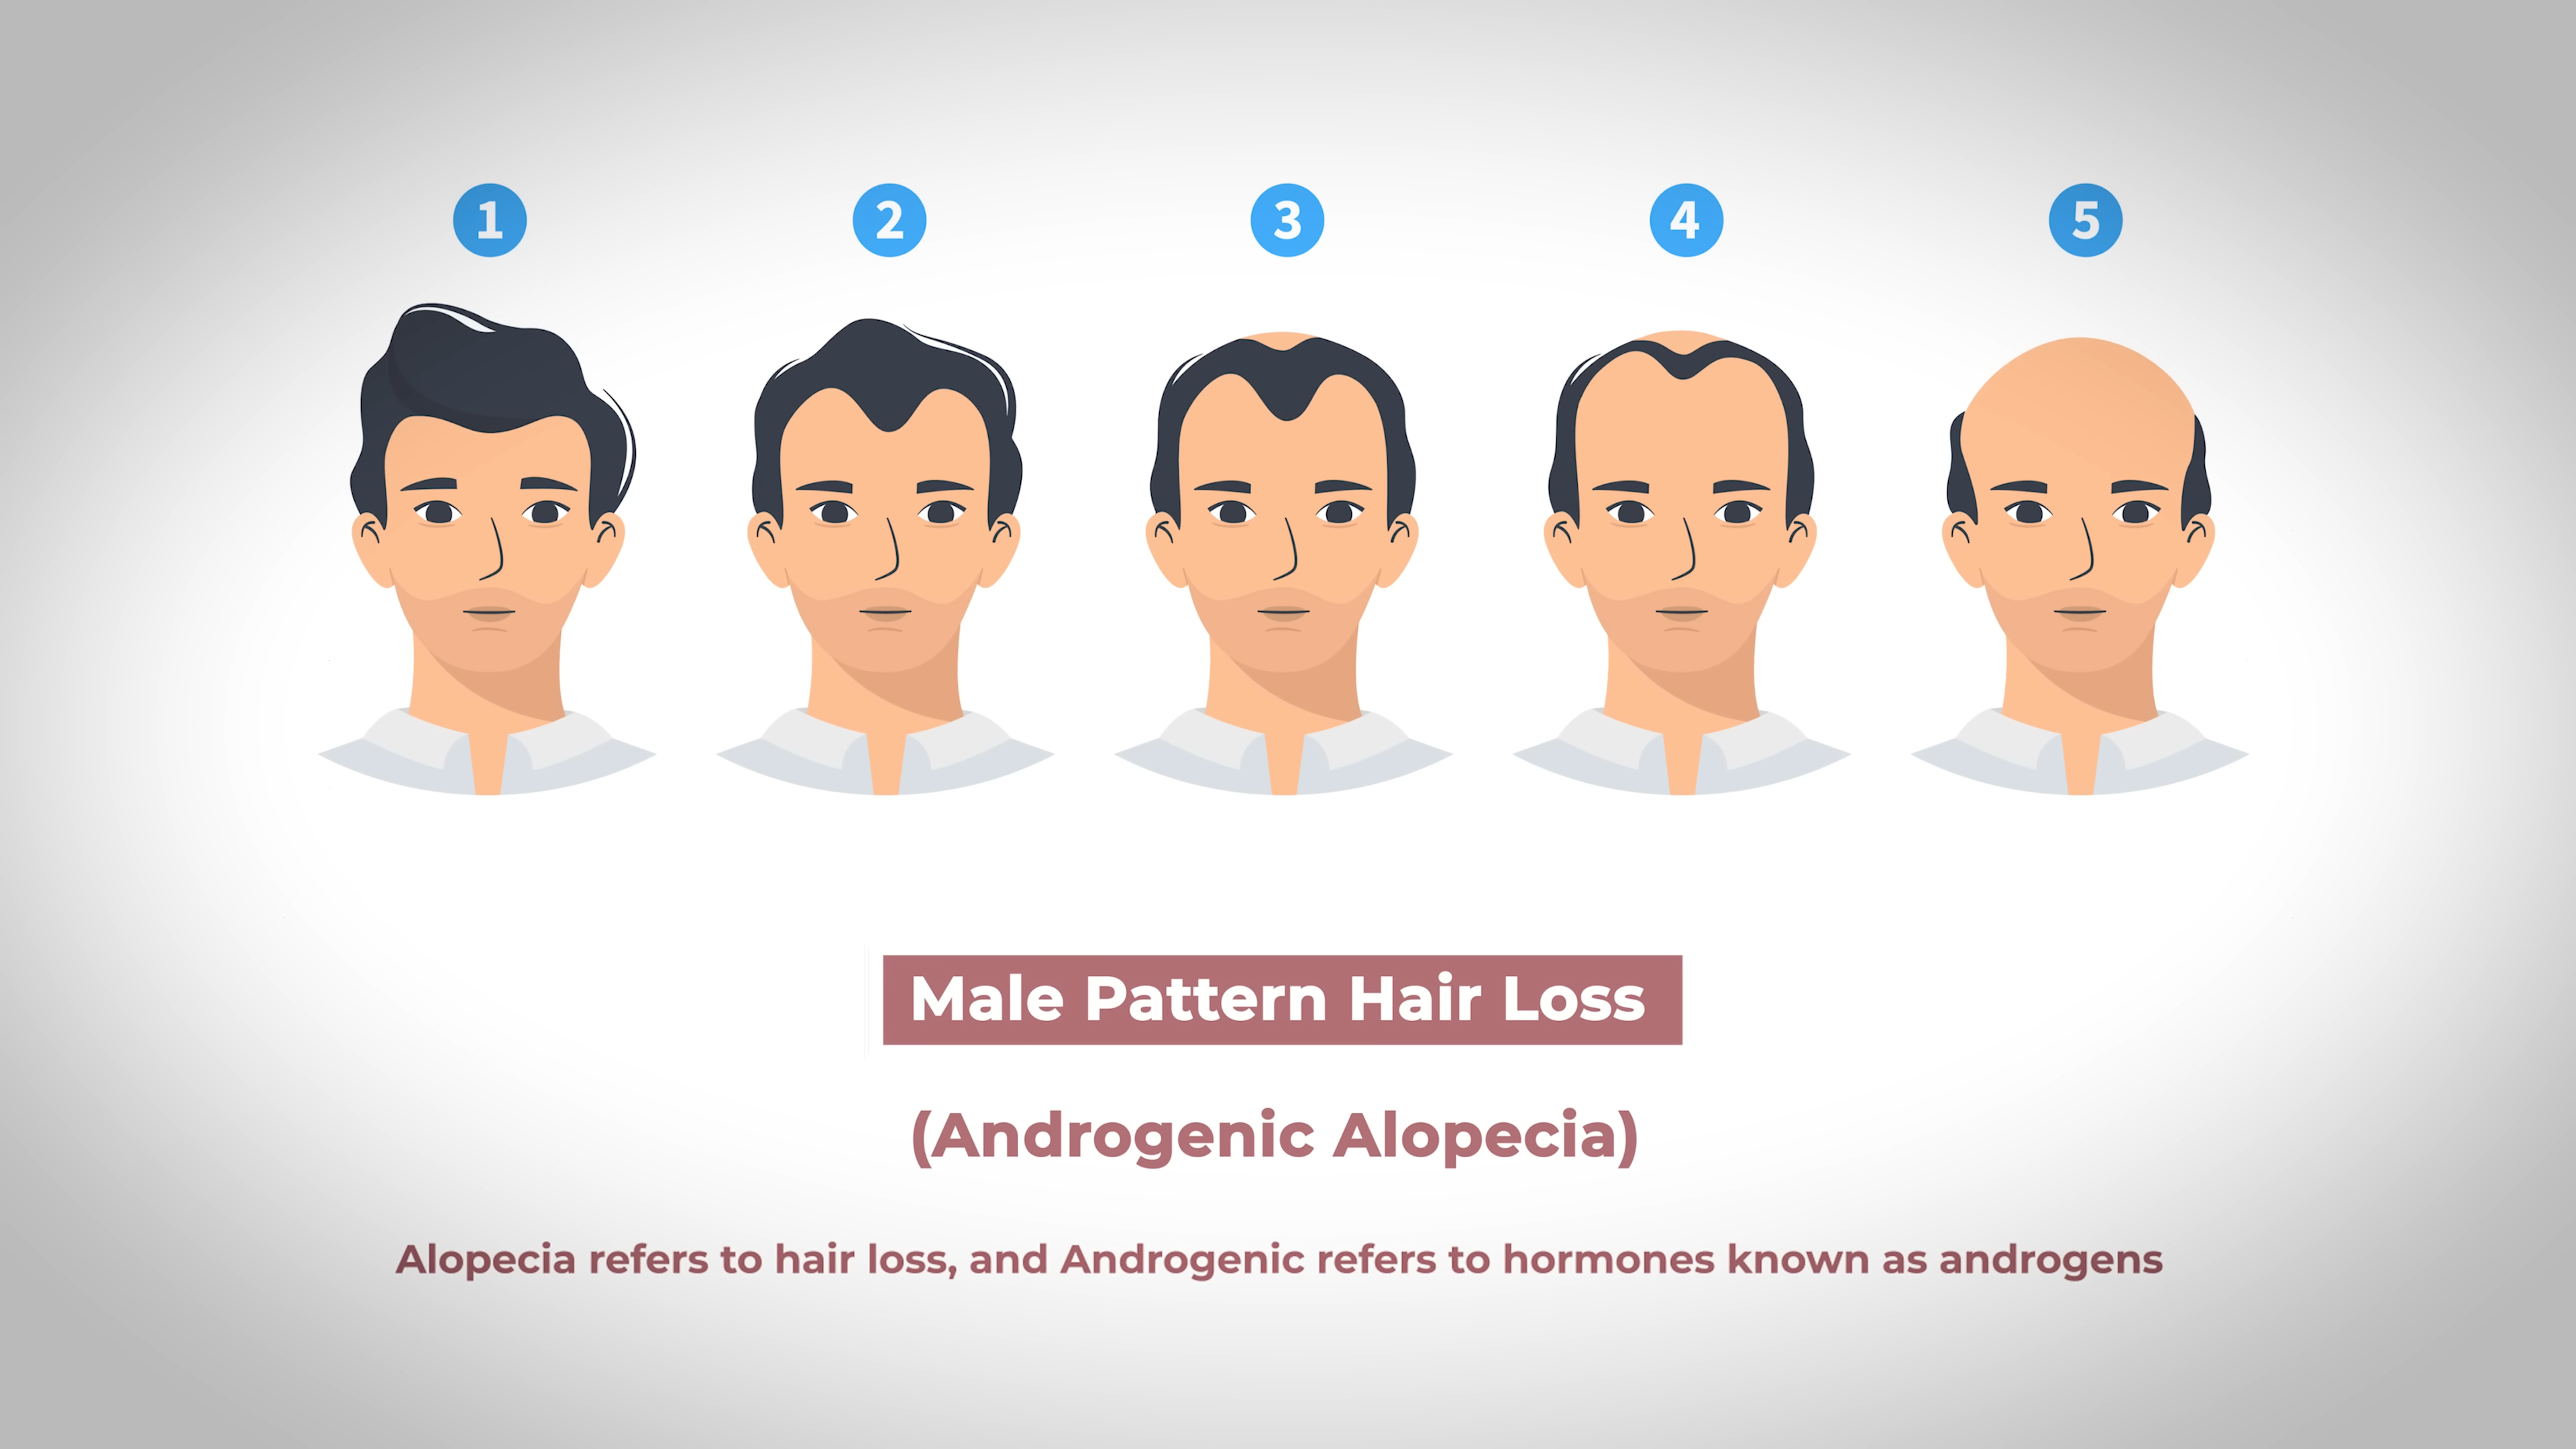 1 2 3 4 5
Male Pattern Hair Loss
(Androgenic Alopecia)
Alopecia refers to hair loss, and Androgenic refers to hormones known as androgens